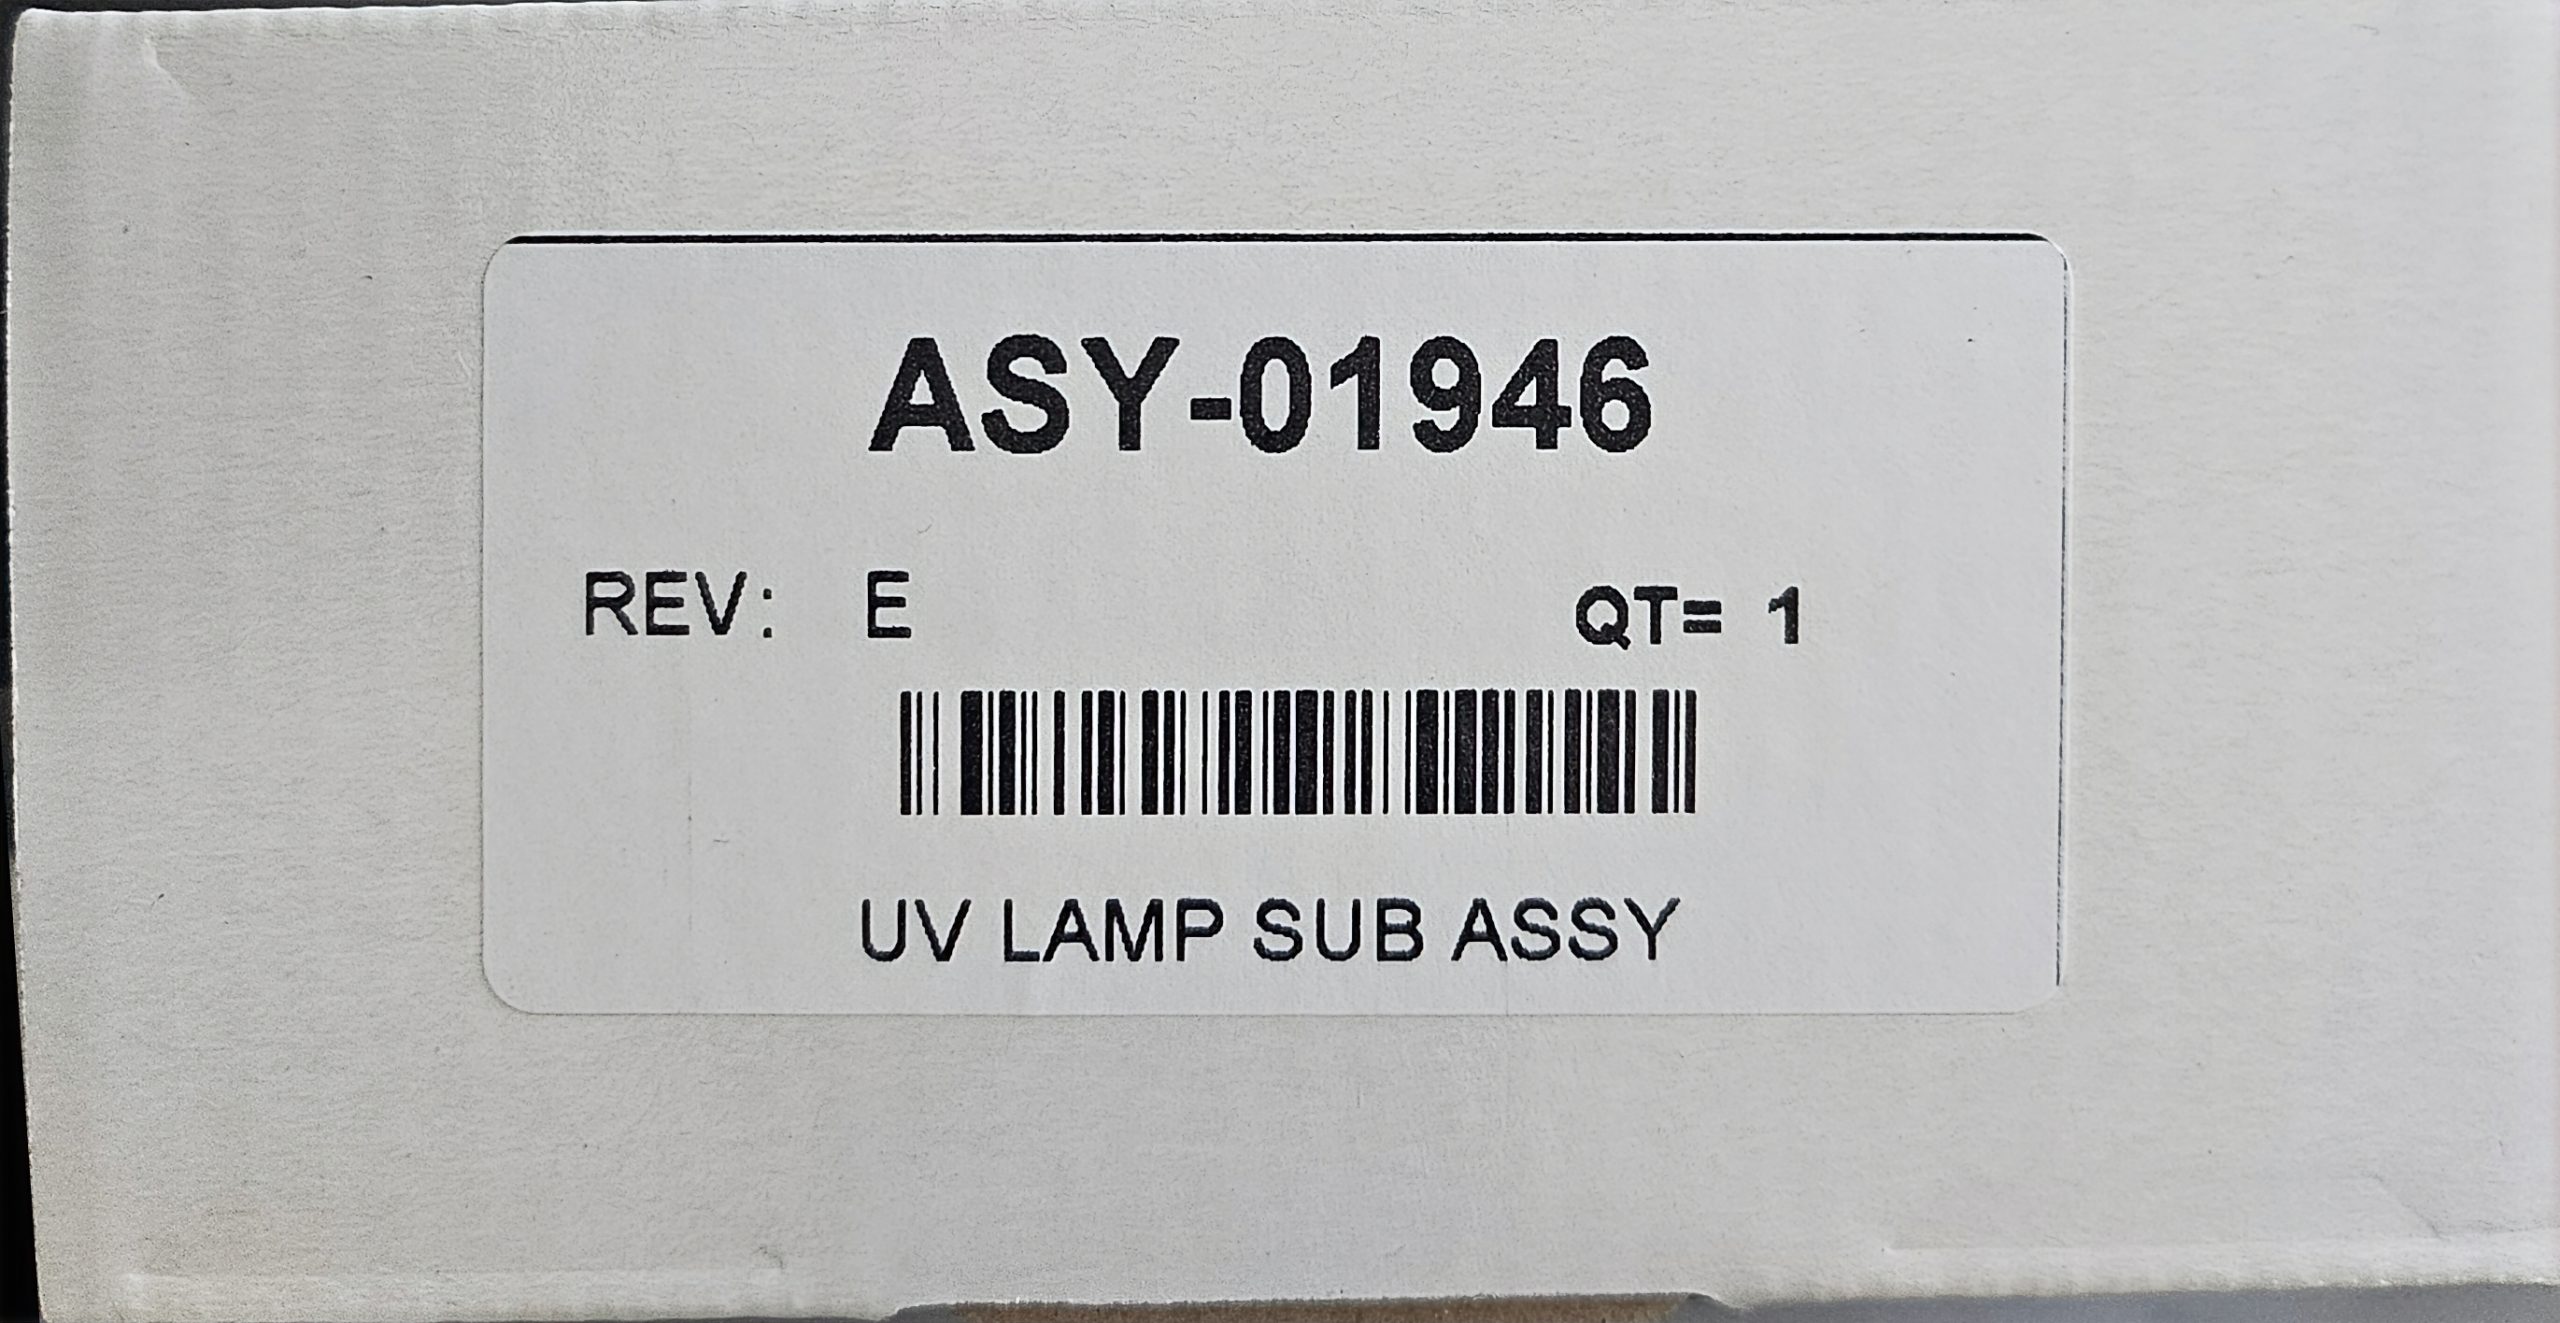 ASY-01946
REV: E QT= 1
UV LAMP SUB ASSY